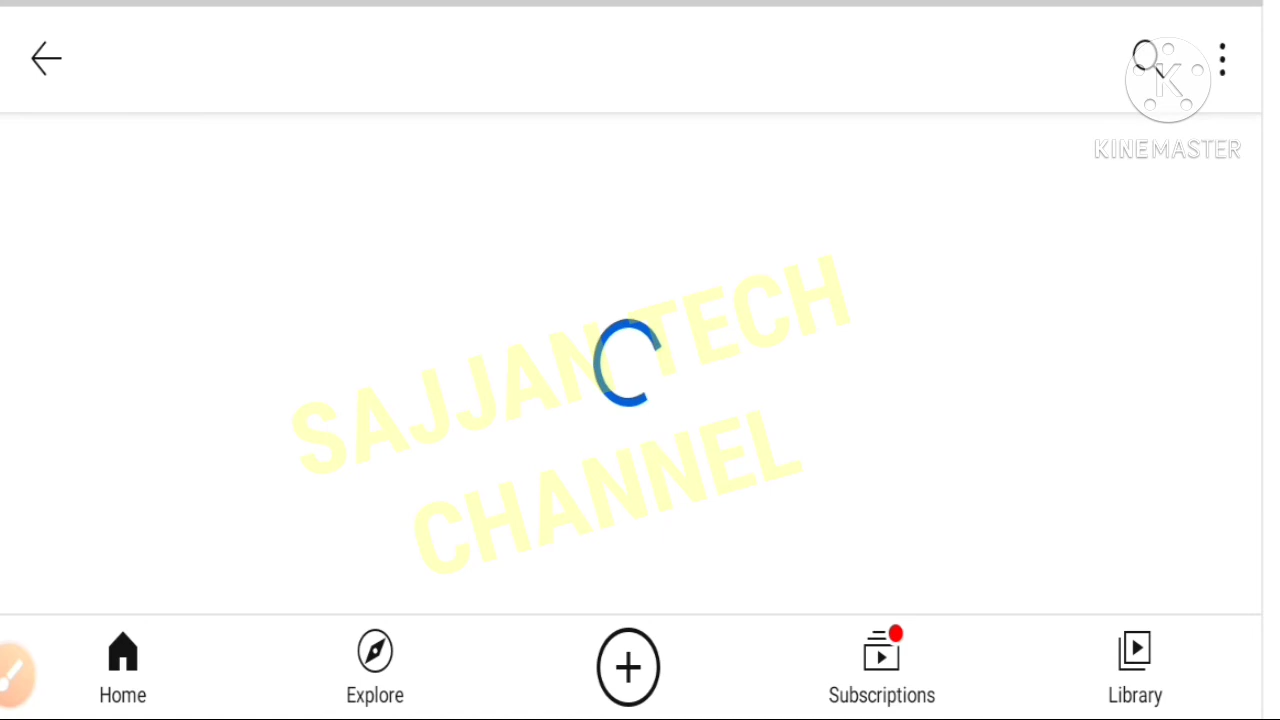 K
KINEMASTER
SAJJAN TECH
CHANNEL
Home
Explore
Subscriptions
Library